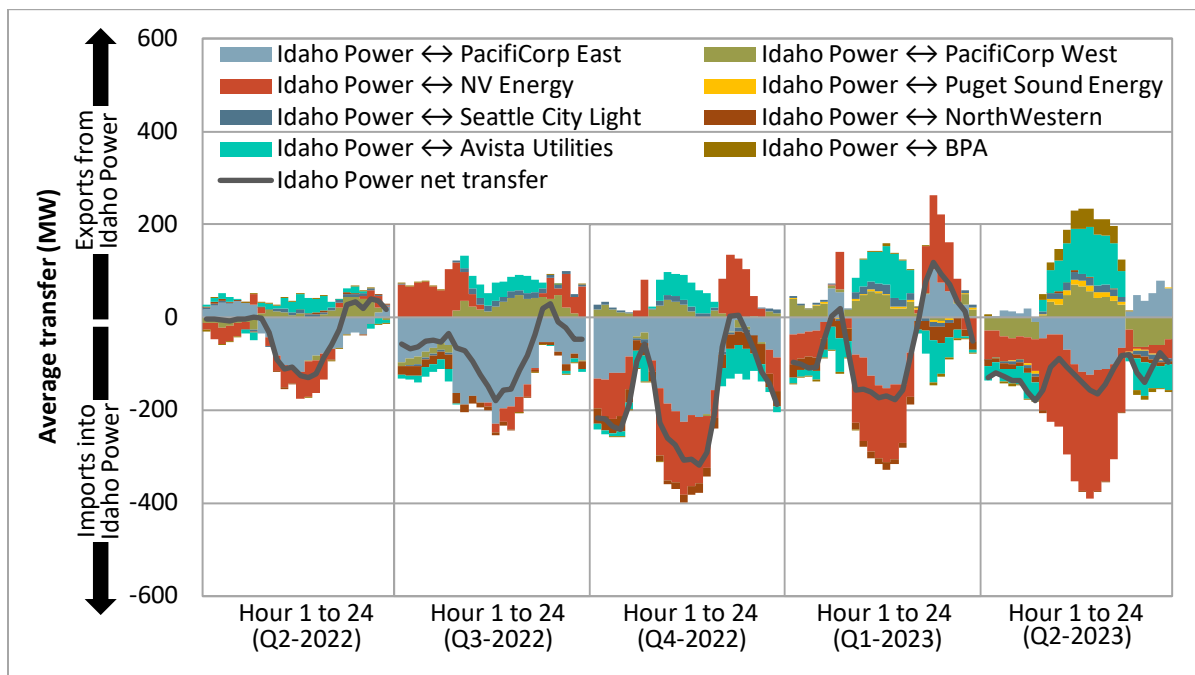 Average transfer (MW)
Exports from
Idaho Power
Imports into
Idaho Power
600
400
200
0
-200
-400
-600
Idaho Power ↔ PacifiCorp East
Idaho Power ↔ PacifiCorp West
Idaho Power ↔ NV Energy
Idaho Power ↔ Puget Sound Energy
Idaho Power ↔ Seattle City Light
Idaho Power ↔ NorthWestern
Idaho Power ↔ Avista Utilities
Idaho Power ↔ BPA
Idaho Power net transfer
Hour 1 to 24
(Q2-2022)
Hour 1 to 24
(Q3-2022)
Hour 1 to 24
(Q4-2022)
Hour 1 to 24
(Q1-2023)
Hour 1 to 24
(Q2-2023)